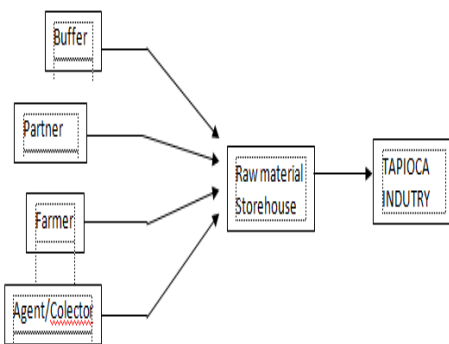 Buffer
Partner
Farmer
Agent/Colector
Raw material
Storehouse
TAPIOCA
INDUTRY